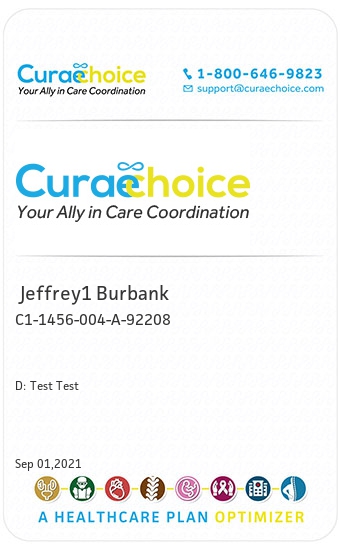 Curaechoice
Your Ally in Care Coordination
1-800-646-9823
support@curaechoice.com
Curaechoice
Your Ally in Care Coordination
Jeffrey1 Burbank
C1-1456-004-A-92208
D: Test Test
Sep 01,2021
A HEALTHCARE PLAN OPTIMIZER